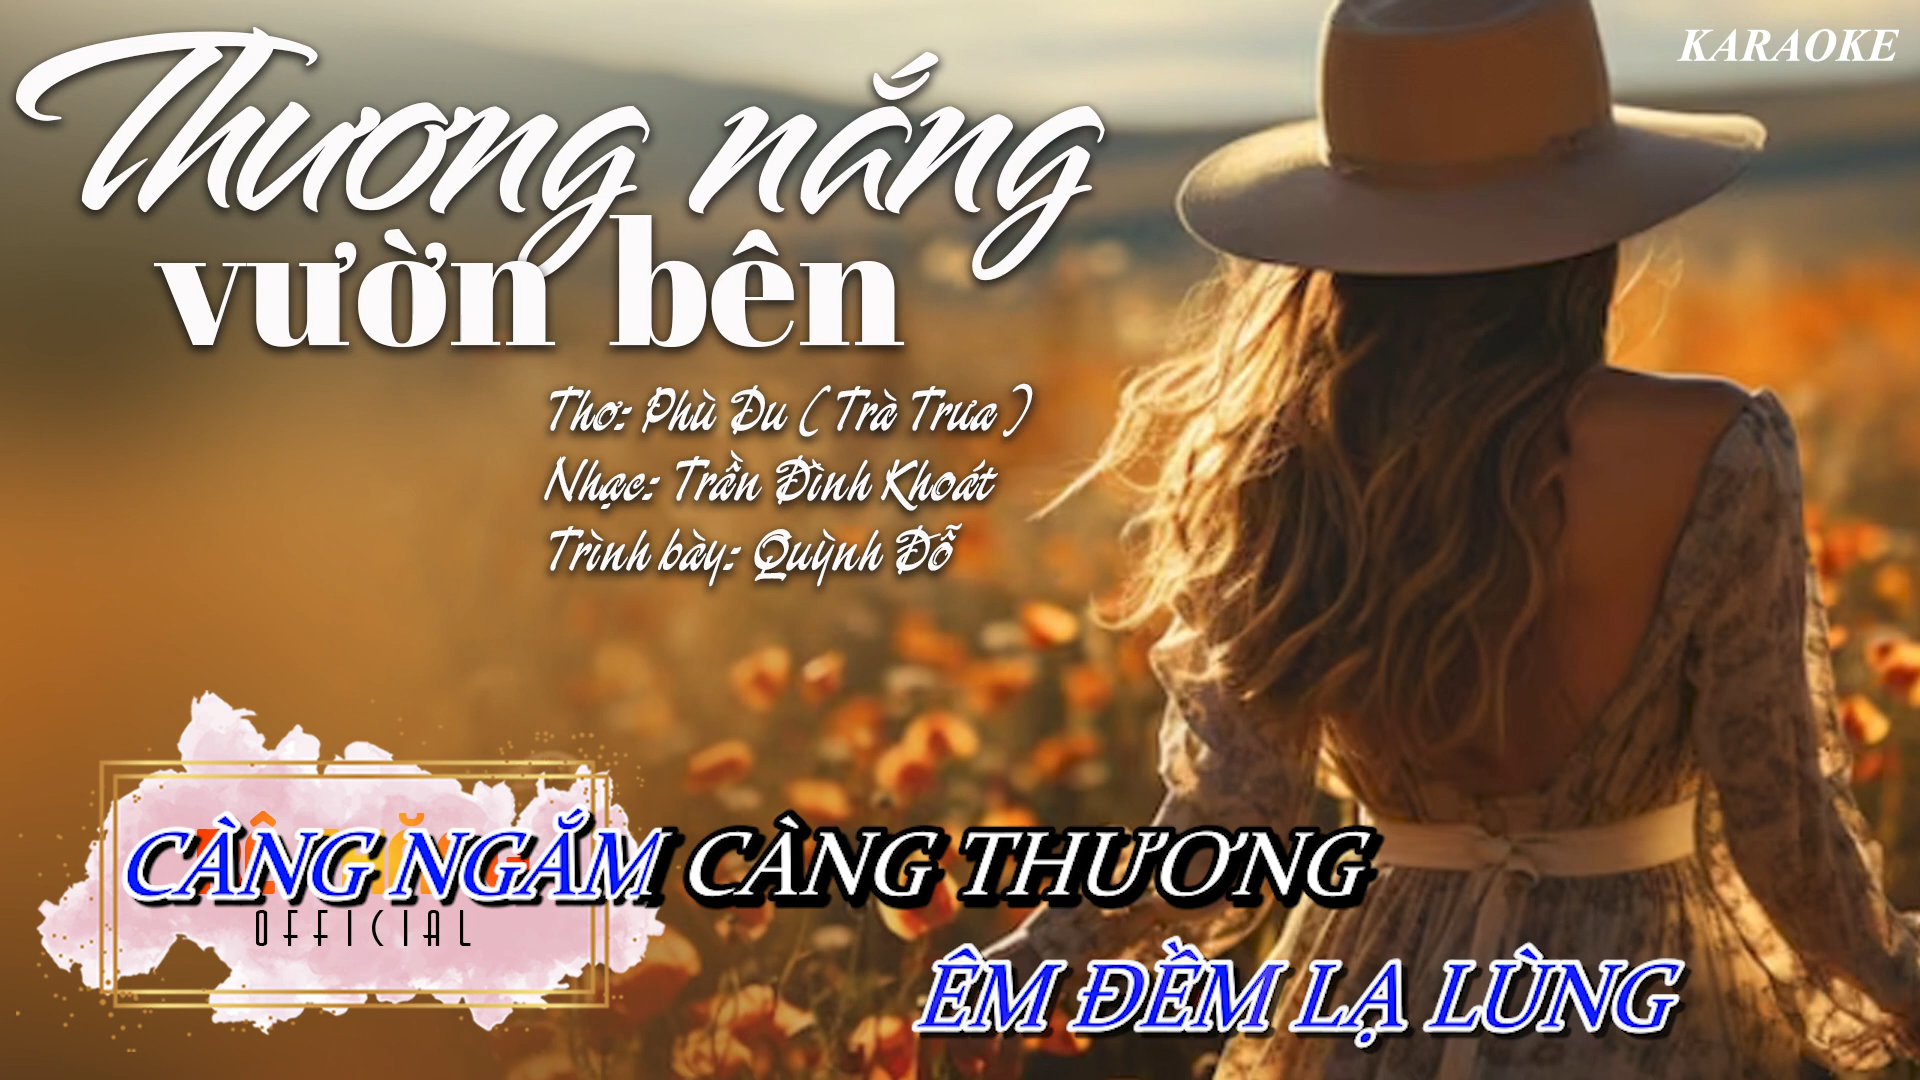 KARAOKE
Thương nắng
vườn bên
Thơ: Phù Du ( Trà Trưa )
Nhạc: Trần Đình Khoát
Trình bày: Quỳnh Đỗ
CÀNG NGẮM CÀNG THƯƠNG
OFFICIAL
ÊM ĐỀM LẠ LÙNG